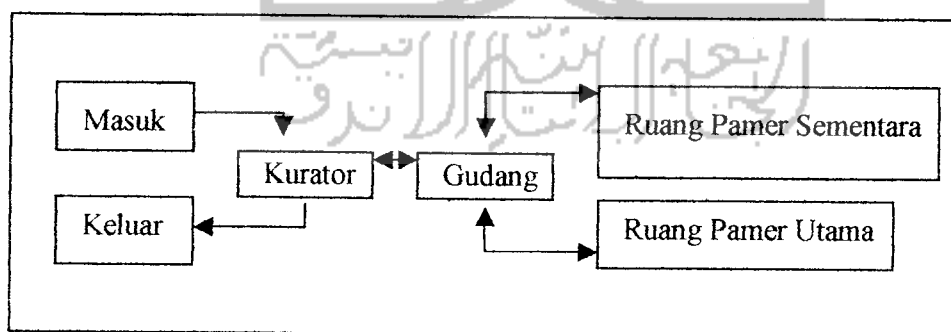 Masuk
Ruang Pamer Sementara
Kurator
Gudang
Keluar
Ruang Pamer Utama